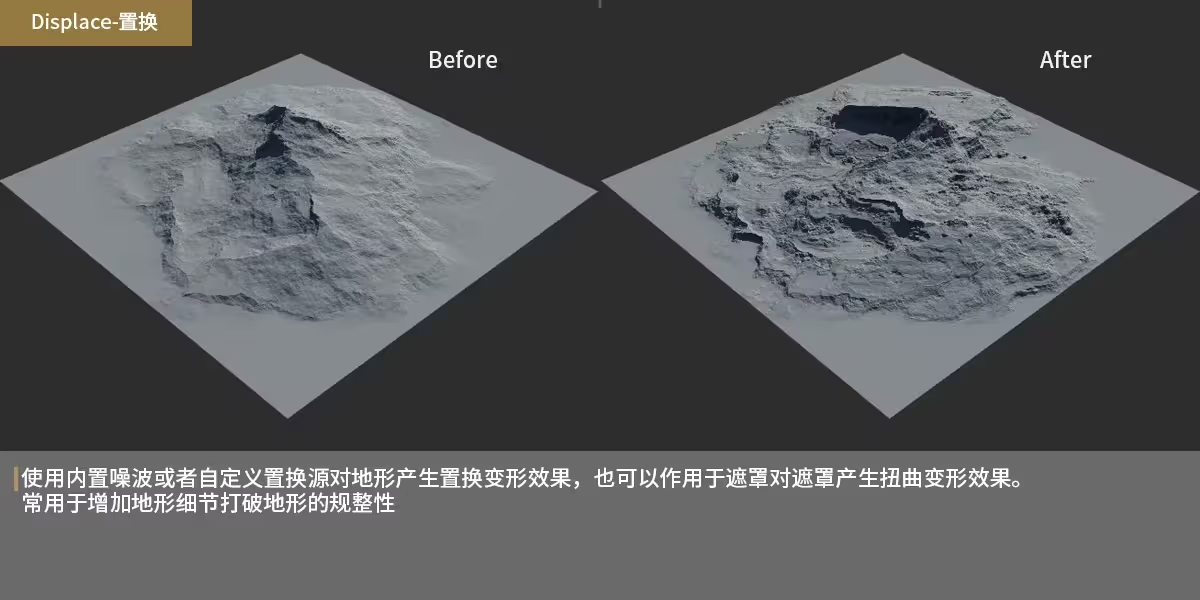 Displace-置换
Before
After
使用内置噪波或者自定义置换源对地形产生置换变形效果，也可以作用于遮罩对遮罩产生扭曲变形效果。
常用于增加地形细节打破地形的规整性